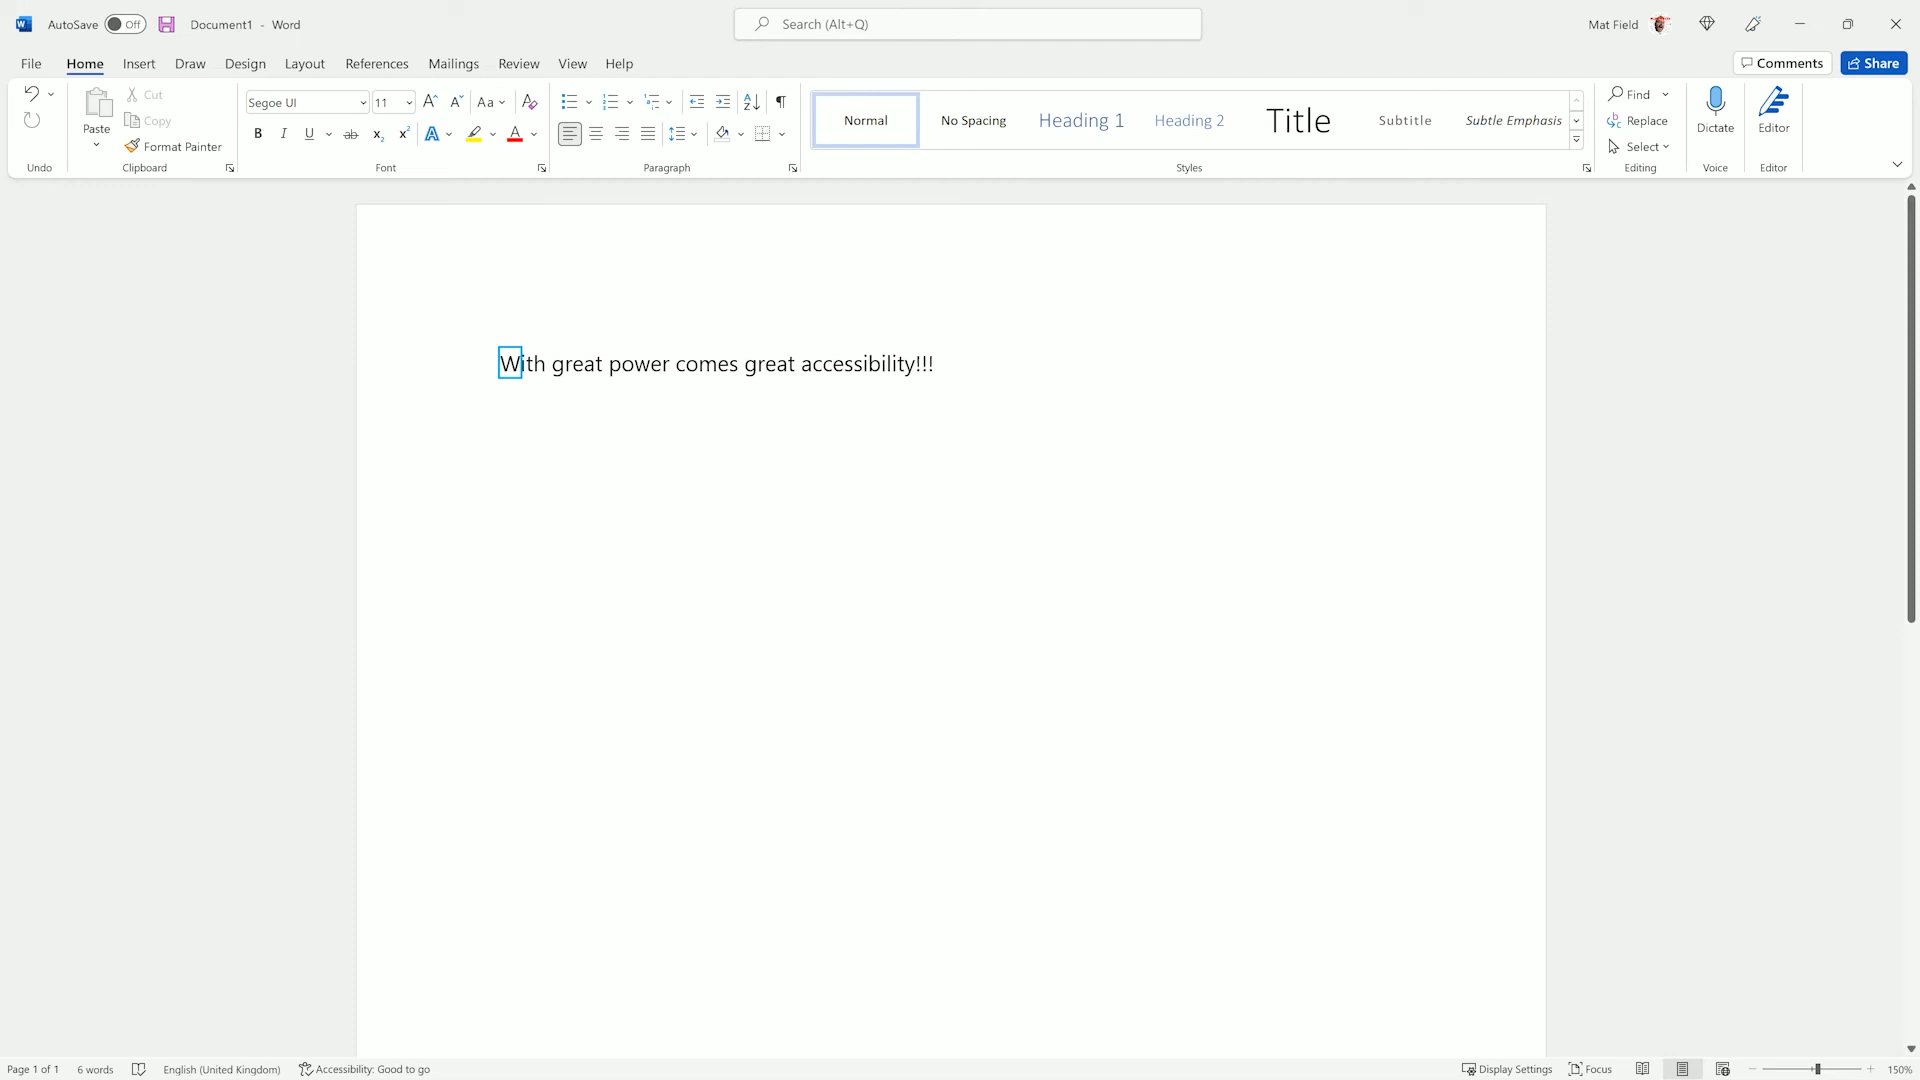 AutoSave Off Document1 - Word Search (Alt+Q) Mat Field
File Home Insert Draw Design Layout References Mailings Review View Help Comments Share
Paste
Cut
Copy
Format Painter
Segoe UI 11
Normal No Spacing Heading 1 Heading 2 Title Subtitle Subtle Emphasis
Find
Replace
Select
Dictate
Editor
Undo Clipboard Font Paragraph Styles Editing Voice Editor
With great power comes great accessibility!!!
Page 1 of 1 6 words English (United Kingdom) Accessibility: Good to go Display Settings Focus 150%